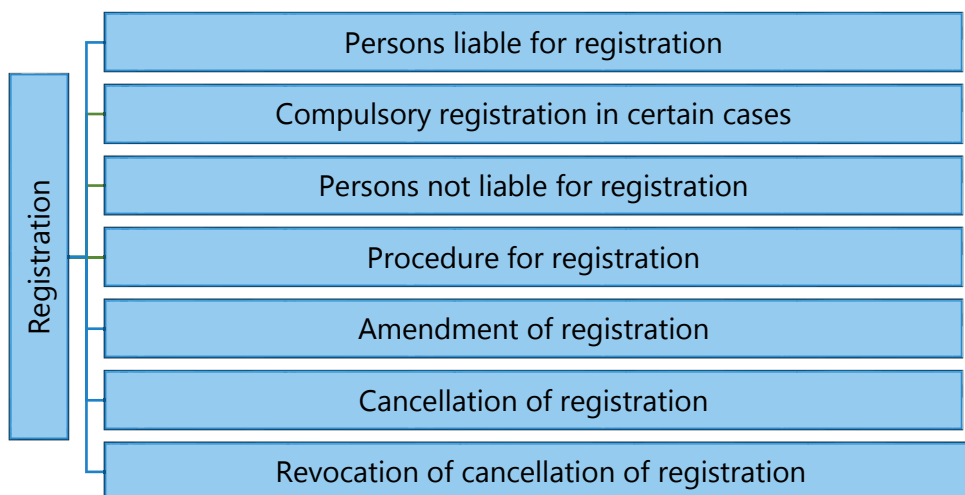 Registration
Persons liable for registration
Compulsory registration in certain cases
Persons not liable for registration
Procedure for registration
Amendment of registration
Cancellation of registration
Revocation of cancellation of registration